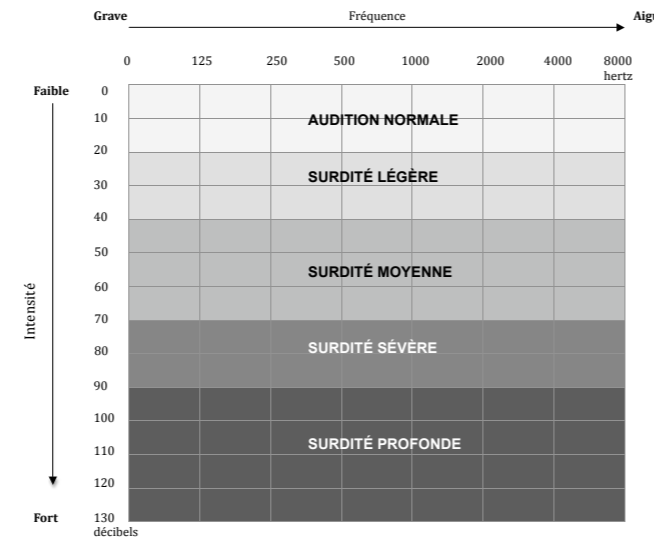 Grave Fréquence Aigu
0 125 250 500 1000 2000 4000 8000
hertz
Faible 0
10 AUDITION NORMALE
20
30 SURDITÉ LÉGÈRE
40
50
SURDITÉ MOYENNE
60
Intensité
70
80 SURDITÉ SÉVÈRE
90
100
110 SURDITÉ PROFONDE
120
Fort 130
décibels